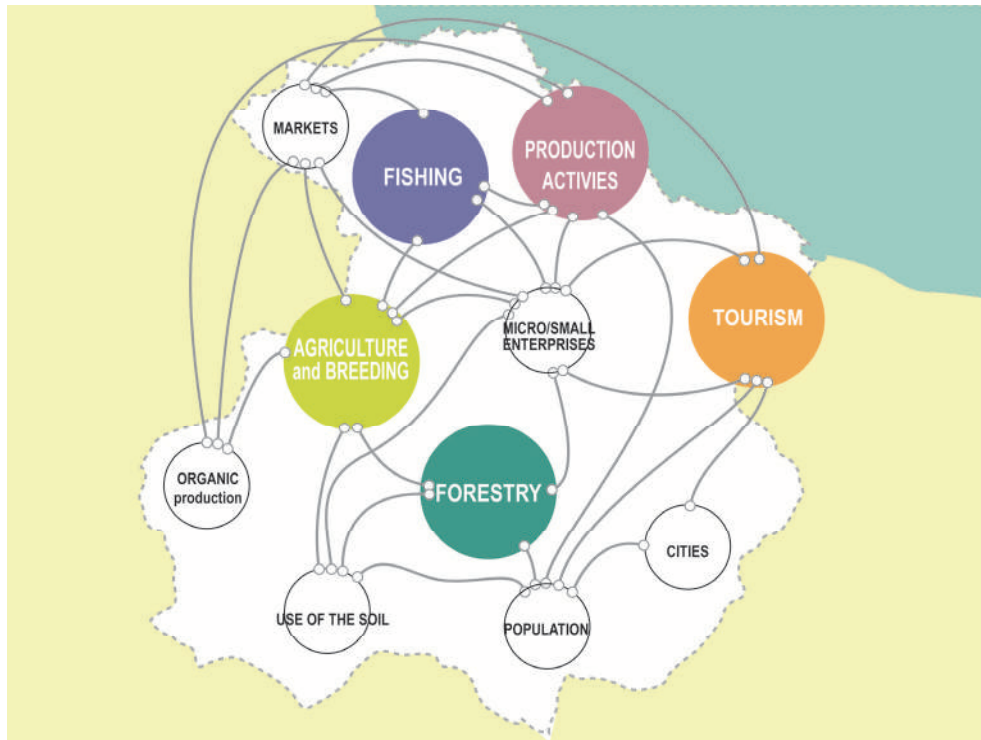 MARKETS
FISHING
PRODUCTION
ACTIVIES
TOURISM
MICRO/SMALL
ENTERPRISES
AGRICULTURE
and BREEDING
ORGANIC
production
FORESTRY
CITIES
USE OF THE SOIL
POPULATION